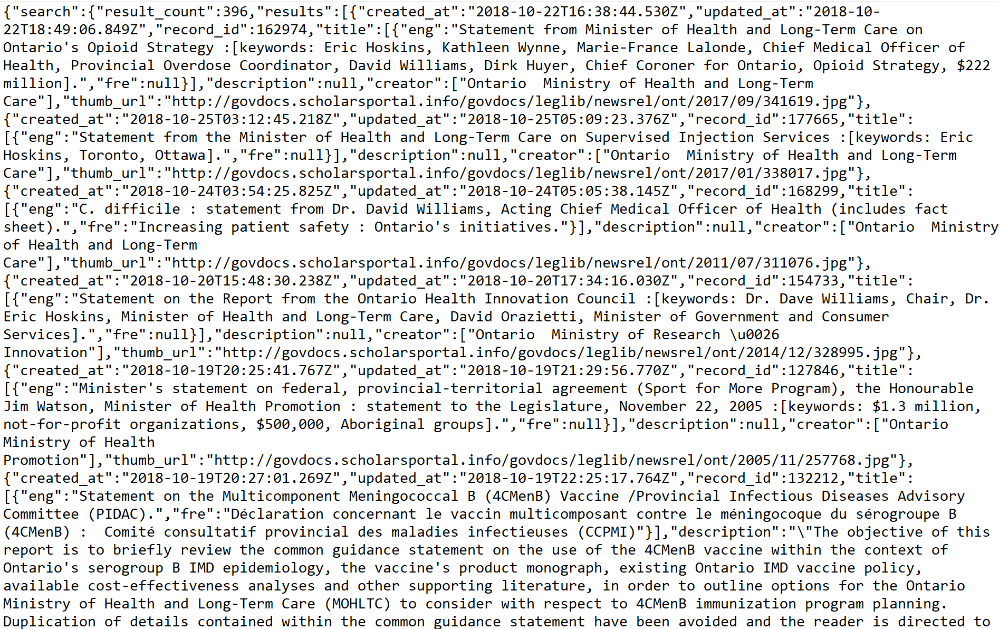 {"search":{"result_count":396,"results":[{"created_at":"2018-10-22T16:38:44.530Z","updated_at":"2018-10-
22T18:49:06.849Z","record_id":162974,"title":[{"eng":"Statement from Minister of Health and Long-Term Care on
Ontario's Opioid Strategy :[keywords: Eric Hoskins, Kathleen Wynne, Marie-France Lalonde, Chief Medical Officer of
Health, Provincial Overdose Coordinator, David Williams, Dirk Huyer, Chief Coroner for Ontario, Opioid Strategy, $222
million].","fre":null}],"description":null,"creator":["Ontario  Ministry of Health and Long-Term
Care"],"thumb_url":"http://govdocs.scholarsportal.info/govdocs/leglib/newsrel/ont/2017/09/341619.jpg"},
{"created_at":"2018-10-25T03:12:45.218Z","updated_at":"2018-10-25T05:09:23.376Z","record_id":177665,"title":
[{"eng":"Statement from the Minister of Health and Long-Term Care on Supervised Injection Services :[keywords: Eric
Hoskins, Toronto, Ottawa].","fre":null}],"description":null,"creator":["Ontario  Ministry of Health and Long-Term
Care"],"thumb_url":"http://govdocs.scholarsportal.info/govdocs/leglib/newsrel/ont/2017/01/338017.jpg"},
{"created_at":"2018-10-24T03:54:25.825Z","updated_at":"2018-10-24T05:05:38.145Z","record_id":168299,"title":
[{"eng":"C. difficile : statement from Dr. David Williams, Acting Chief Medical Officer of Health (includes fact
sheet).","fre":"Increasing patient safety : Ontario's initiatives."}],"description":null,"creator":["Ontario  Ministry
of Health and Long-Term
Care"],"thumb_url":"http://govdocs.scholarsportal.info/govdocs/leglib/newsrel/ont/2011/07/311076.jpg"},
{"created_at":"2018-10-20T15:48:30.238Z","updated_at":"2018-10-20T17:34:16.030Z","record_id":154733,"title":
[{"eng":"Statement on the Report from the Ontario Health Innovation Council :[keywords: Dr. Dave Williams, Chair, Dr.
Eric Hoskins, Minister of Health and Long-Term Care, David Orazietti, Minister of Government and Consumer
Services].","fre":null}],"description":null,"creator":["Ontario  Ministry of Research \u0026
Innovation"],"thumb_url":"http://govdocs.scholarsportal.info/govdocs/leglib/newsrel/ont/2014/12/328995.jpg"},
{"created_at":"2018-10-19T20:25:41.767Z","updated_at":"2018-10-19T21:29:56.770Z","record_id":127846,"title":
[{"eng":"Minister's statement on federal, provincial-territorial agreement (Sport for More Program), the Honourable
Jim Watson, Minister of Health Promotion : statement to the Legislature, November 22, 2005 :[keywords: $1.3 million,
not-for-profit organizations, $500,000, Aboriginal groups].","fre":null}],"description":null,"creator":["Ontario
Ministry of Health
Promotion"],"thumb_url":"http://govdocs.scholarsportal.info/govdocs/leglib/newsrel/ont/2005/11/257768.jpg"},
{"created_at":"2018-10-19T20:27:01.269Z","updated_at":"2018-10-19T22:25:17.764Z","record_id":132212,"title":
[{"eng":"Statement on the Multicomponent Meningococcal B (4CMenB) Vaccine /Provincial Infectious Diseases Advisory
Committee (PIDAC).","fre":"Déclaration concernant le vaccin multicomposant contre le méningocoque du sérogroupe B
(4CMenB) :  Comité consultatif provincial des maladies infectieuses (CCPMI)"}],"description":"\"The objective of this
report is to briefly review the common guidance statement on the use of the 4CMenB vaccine within the context of
Ontario's serogroup B IMD epidemiology, the vaccine's product monograph, existing Ontario IMD vaccine policy,
available cost-effectiveness analyses and other supporting literature, in order to outline options for the Ontario
Ministry of Health and Long-Term Care (MOHLTC) to consider with respect to 4CMenB immunization program planning.
Duplication of details contained within the common guidance statement have been avoided and the reader is directed to